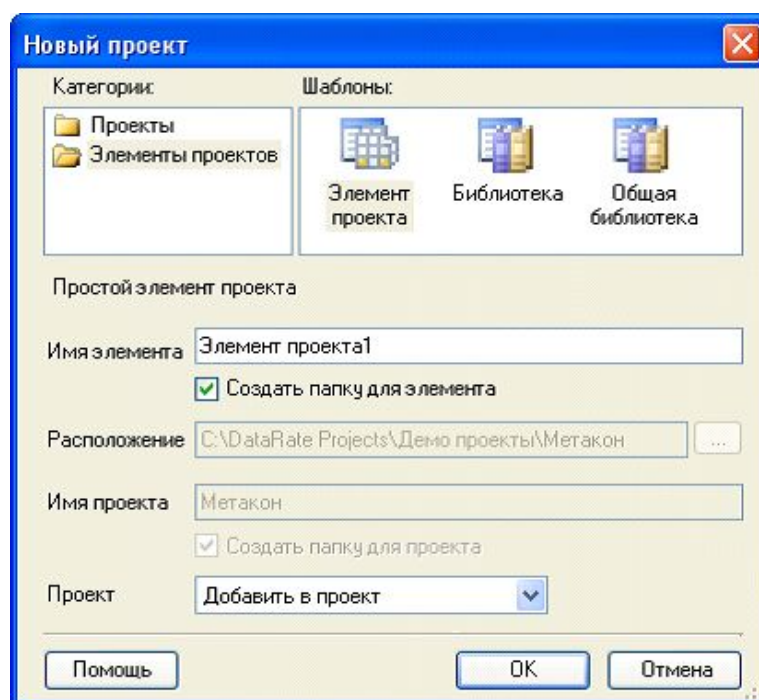 Новый проект
Категории:
Шаблоны:
Проекты
Элементы проектов
Элемент
проекта
Библиотека
Общая
библиотека
Простой элемент проекта
Имя элемента
Элемент проекта1
Создать папку для элемента
Расположение
C:\DataRate Projects\Демо проекты\Метакон
...
Имя проекта
Метакон
Создать папку для проекта
Проект
Добавить в проект
Помощь
OK
Отмена